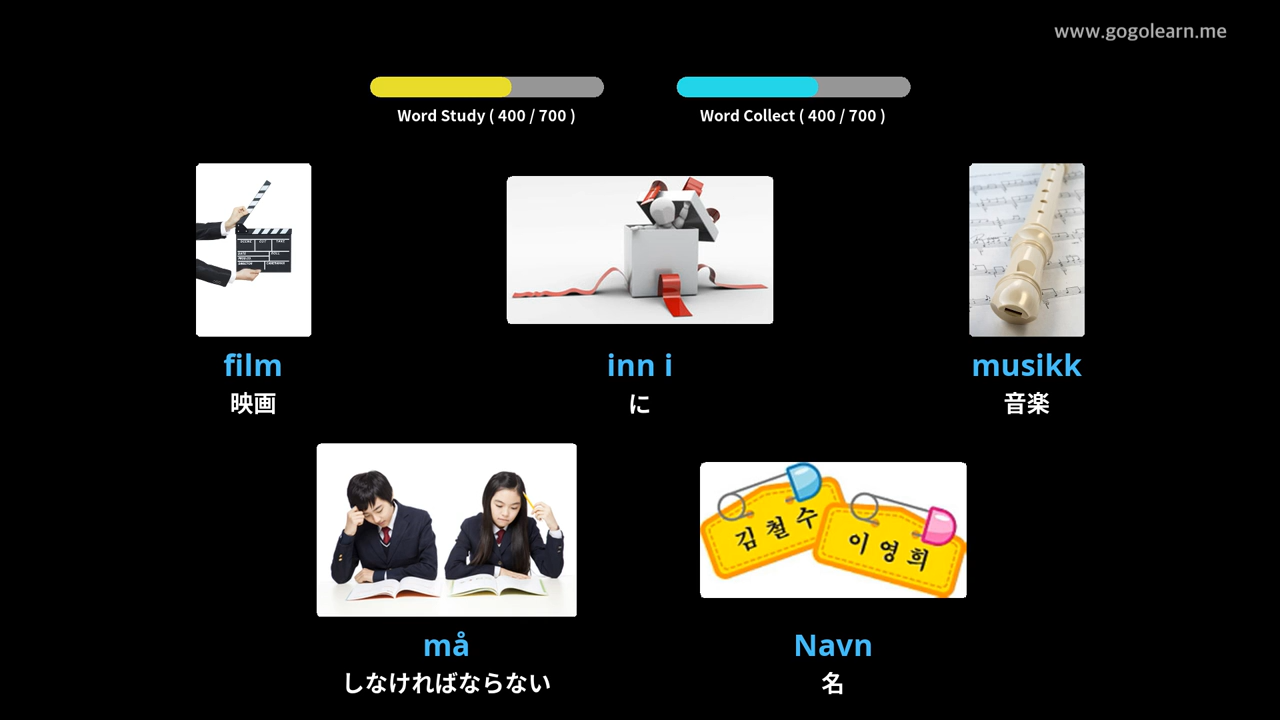 www.gogolearn.me
Word Study ( 400 / 700 )
Word Collect ( 400 / 700 )
film
映画
inn i
に
musikk
音楽
김철수
이영희
må
しなければならない
Navn
名